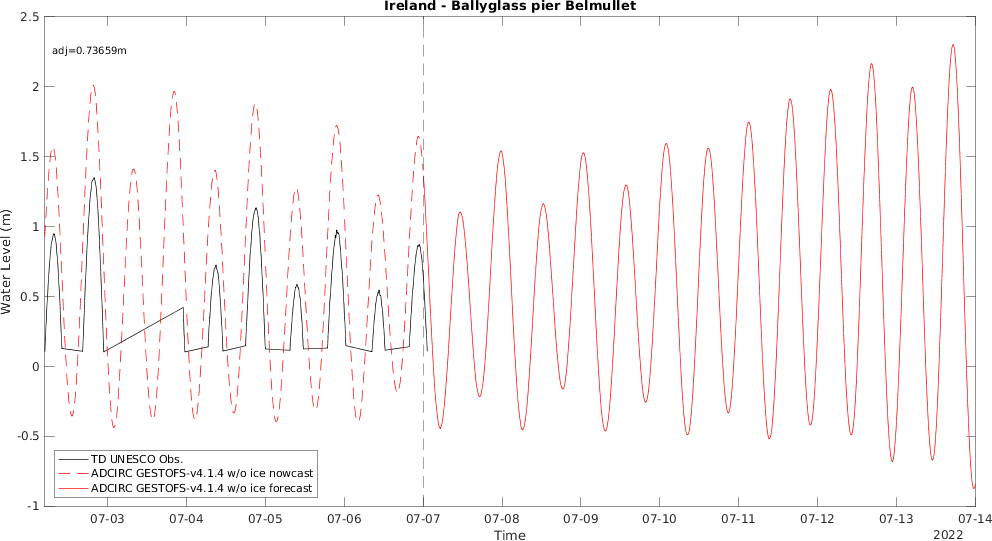 Ireland - Ballyglass pier Belmullet
adj=0.73659m
2.5
2
1.5
1
0.5
0
-0.5
-1
Water Level (m)
TD UNESCO Obs.
ADCIRC GESTOFS-v4.1.4 w/o ice nowcast
ADCIRC GESTOFS-v4.1.4 w/o ice forecast
07-03 07-04 07-05 07-06 07-07 07-08 07-09 07-10 07-11 07-12 07-13 07-14
Time
2022